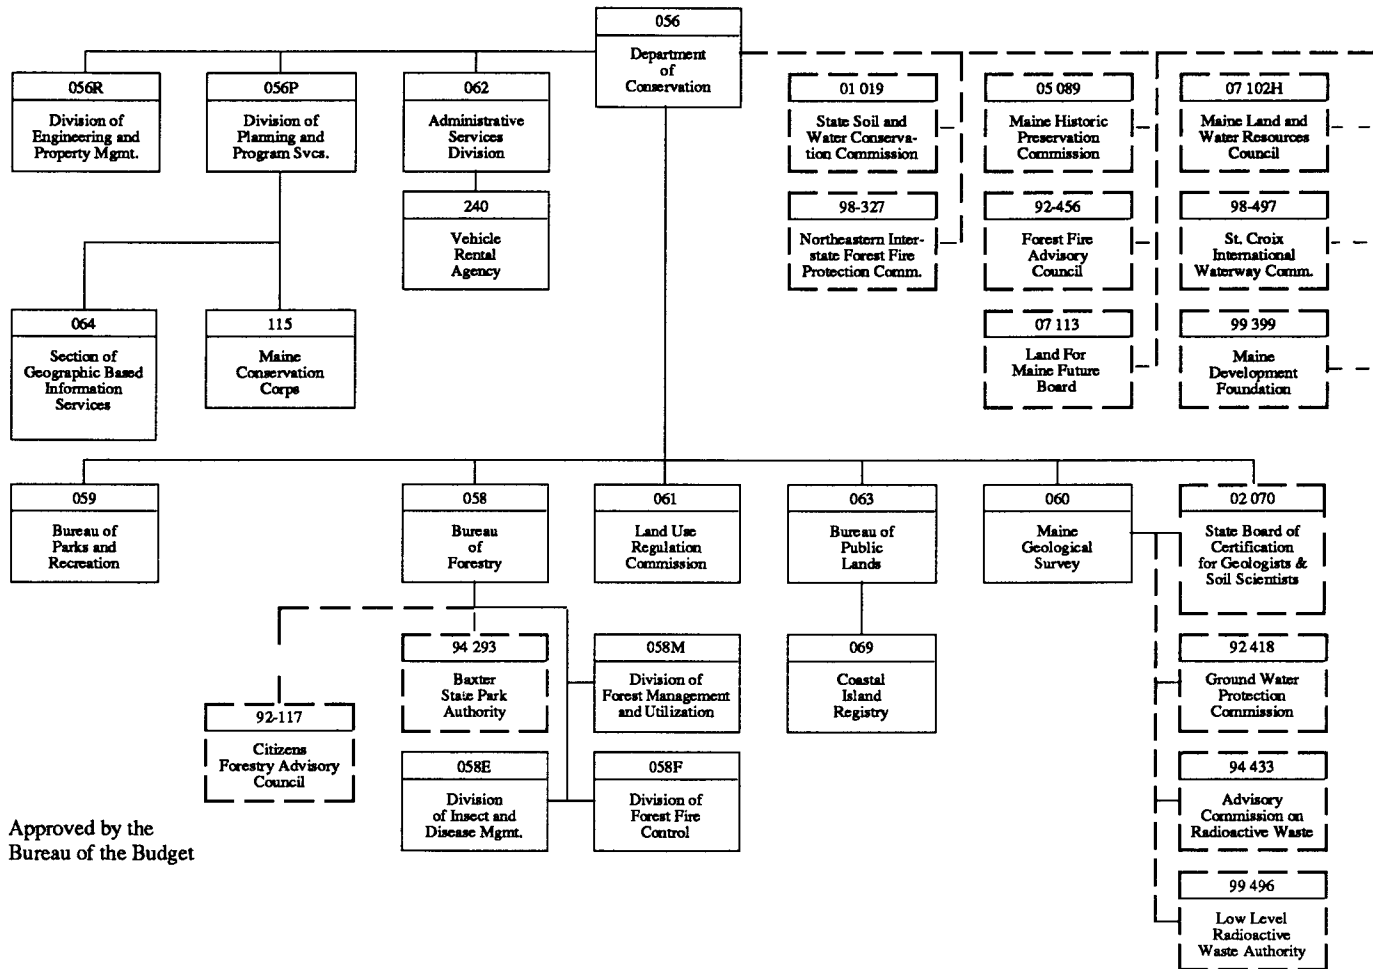 056
Department
of
Conservation
056R
Division of
Engineering and
Property Mgmt.
056P
Division of
Planning and
Program Svcs.
062
Administrative
Services
Division
01 019
State Soil and
Water Conserva-
tion Commission
05 089
Maine Historic
Preservation
Commission
07 102H
Maine Land and
Water Resources
Council
240
Vehicle
Rental
Agency
98-327
Northeastern Inter-
state Forest Fire
Protection Comm.
92-456
Forest Fire
Advisory
Council
98-497
St. Croix
International
Waterway Comm.
064
Section of
Geographic Based
Information
Services
115
Maine
Conservation
Corps
07 113
Land For
Maine Future
Board
99 399
Maine
Development
Foundation
059
Bureau of
Parks and
Recreation
058
Bureau
of
Forestry
061
Land Use
Regulation
Commission
063
Bureau of
Public
Lands
060
Maine
Geological
Survey
02 070
State Board of
Certification
for Geologists &
Soil Scientists
94 293
Baxter
State Park
Authority
058M
Division of
Forest Management
and Utilization
069
Coastal
Island
Registry
92 418
Ground Water
Protection
Commission
92-117
Citizens
Forestry Advisory
Council
058E
Division
of Insect and
Disease Mgmt.
058F
Division of
Forest Fire
Control
94 433
Advisory
Commission on
Radioactive Waste
Approved by the
Bureau of the Budget
99 496
Low Level
Radioactive
Waste Authority